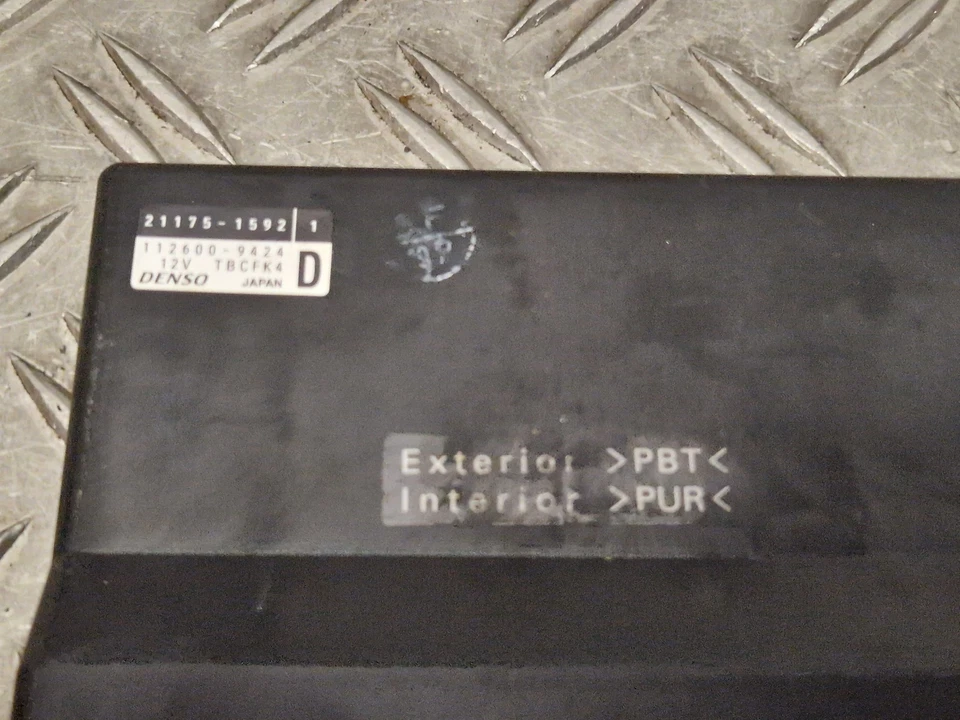 21175-1592 1
112600-9424
12V TBCFK4 D
DENSO JAPAN
Exterior >PBT<
Interior >PUR<